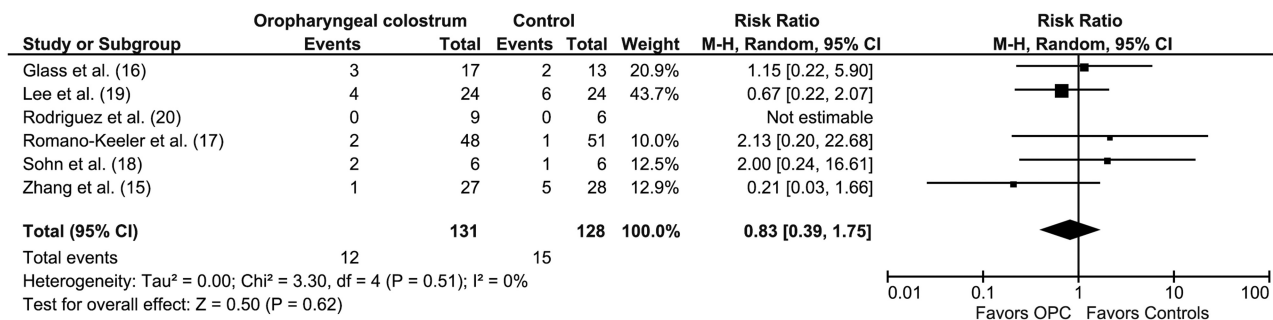 Oropharyngeal colostrum Control Risk Ratio Risk Ratio
Study or Subgroup Events Total Events Total Weight M-H, Random, 95% CI M-H, Random, 95% CI
Glass et al. (16) 3 17 2 13 20.9% 1.15 [0.22, 5.90]
Lee et al. (19) 4 24 6 24 43.7% 0.67 [0.22, 2.07]
Rodriguez et al. (20) 0 9 0 6 Not estimable
Romano-Keeler et al. (17) 2 48 1 51 10.0% 2.13 [0.20, 22.68]
Sohn et al. (18) 2 6 1 6 12.5% 2.00 [0.24, 16.61]
Zhang et al. (15) 1 27 5 28 12.9% 0.21 [0.03, 1.66]
Total (95% CI) 131 128 100.0% 0.83 [0.39, 1.75]
Total events 12 15
Heterogeneity: Tau² = 0.00; Chi² = 3.30, df = 4 (P = 0.51); I² = 0%
Test for overall effect: Z = 0.50 (P = 0.62)
0.01 0.1 1 10 100
Favors OPC Favors Controls